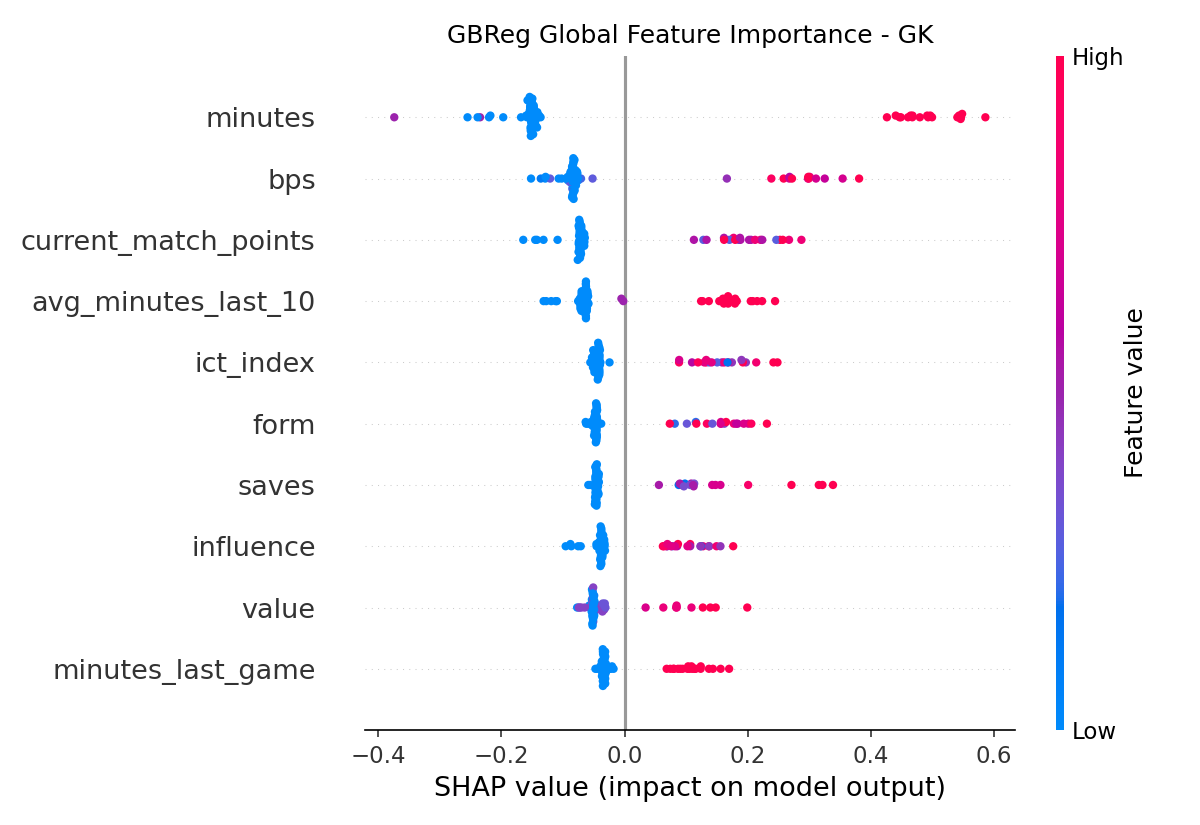 GBReg Global Feature Importance - GK
High
minutes
bps
current_match_points
avg_minutes_last_10
ict_index
form
saves
influence
value
minutes_last_game
Feature value
Low
−0.4 −0.2 0.0 0.2 0.4 0.6
SHAP value (impact on model output)